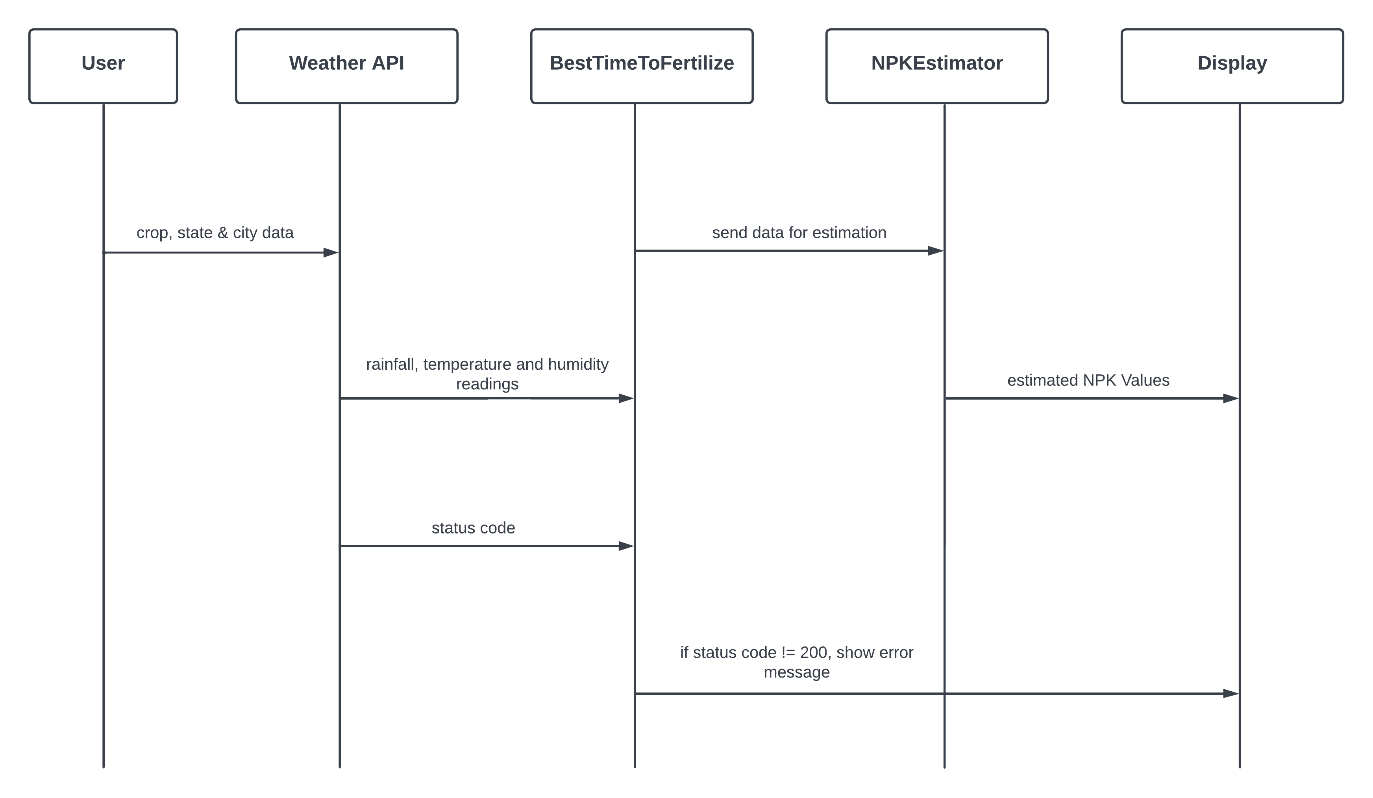 User
Weather API
BestTimeToFertilize
NPKEstimator
Display
crop, state & city data
send data for estimation
rainfall, temperature and humidity
readings
estimated NPK Values
status code
if status code != 200, show error
message